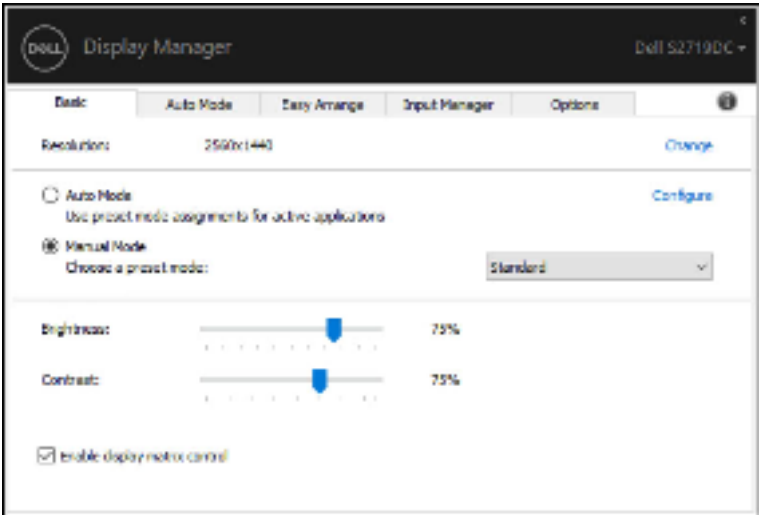 DELL Display Manager
Dell S2719DC
Basic Auto Mode Easy Arrange Input Manager Options
Resolution: 2560x1440 Change
Auto Mode Configure
Use preset mode assignments for active applications
Manual Mode
Choose a preset mode: Standard
Brightness: 75%
Contrast: 75%
Enable display matrix control